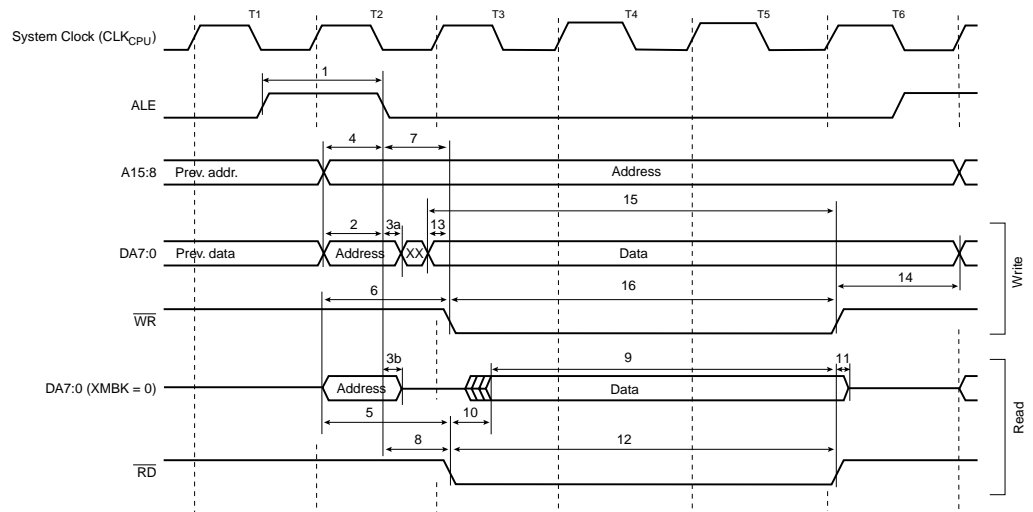 T1 T2 T3 T4 T5 T6
System Clock (CLKCPU)
1
ALE
4 7
A15:8 Prev. addr. Address
15
2 3a 13
DA7:0 Prev. data Address XX Data
14
6 16
WR
Write
3b 9 11
DA7:0 (XMBK = 0) Address Data
5 10
8 12
RD
Read